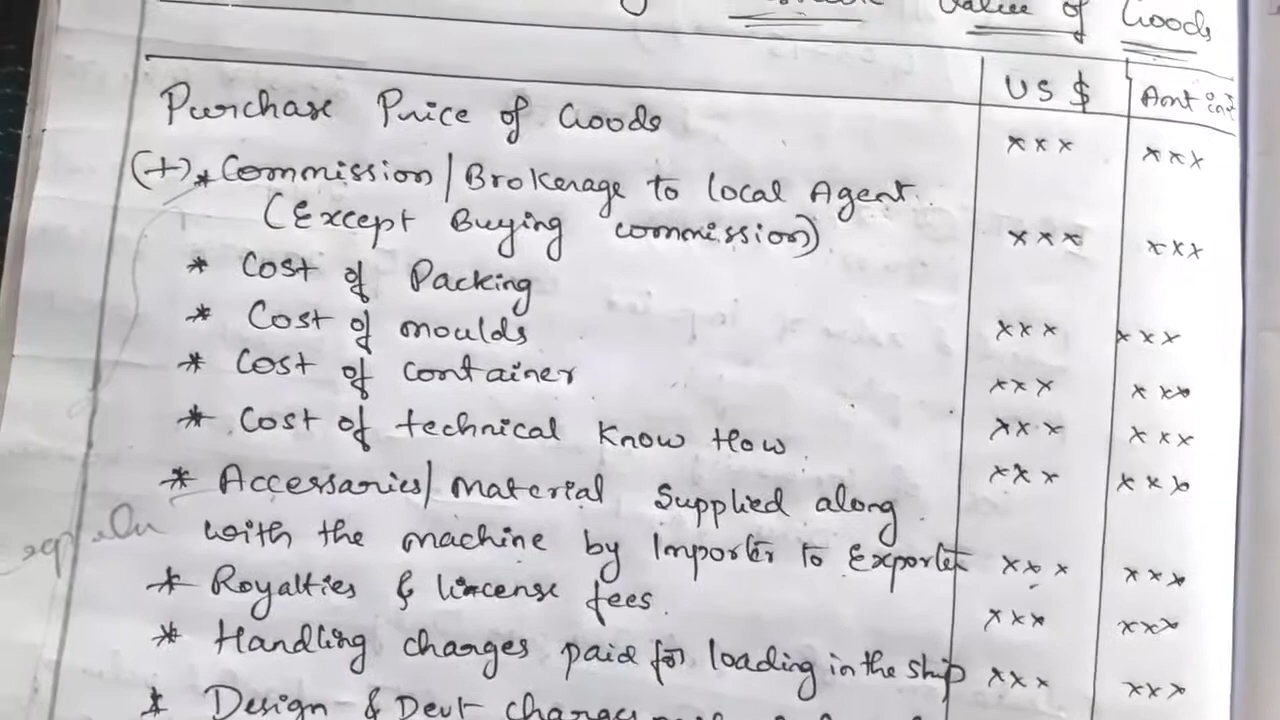 Value of Goods
US $ Amt in ₹
Purchase Price of Goods xxx xxx
(+) * Commission/Brokerage to local Agent
(Except Buying commission) xxx xxx
* Cost of Packing
* Cost of moulds xxx xxx
* Cost of container xxx xxx
* Cost of technical Know How xxx xxx
* Accessaries/material Supplied along xxx xxx
with the machine by Importer to Exporter xxx xxx
* Royalties & lincense fees. xxx xxx
* Handling charges paid for loading in the ship xxx xxx
* Design & Devt charges